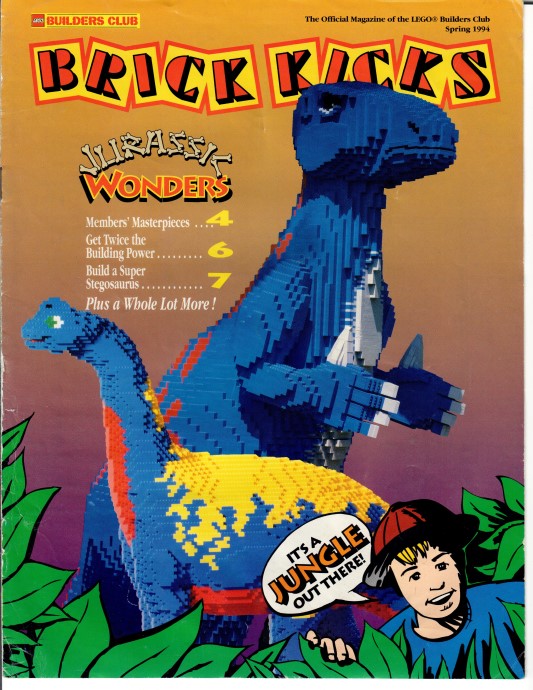 LEGO BUILDERS CLUB
The Official Magazine of the LEGO® Builders Club
Spring 1994
BRICK KICKS
JURASSIC
WONDERS
Members' Masterpieces .... 4
Get Twice the
Building Power......... 6
Build a Super
Stegosaurus............ 7
Plus a Whole Lot More!
IT'S A
JUNGLE
OUT THERE!